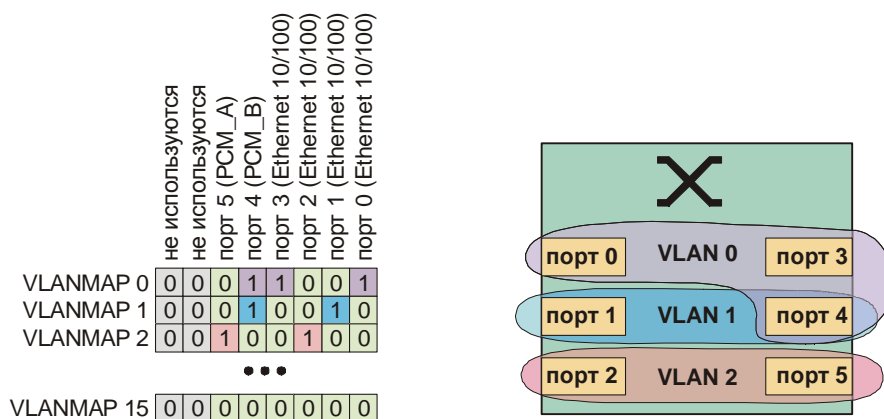 не используются
не используются
порт 5 (PCM_A)
порт 4 (PCM_B)
порт 3 (Ethernet 10/100)
порт 2 (Ethernet 10/100)
порт 1 (Ethernet 10/100)
порт 0 (Ethernet 10/100)
VLANMAP 0 0 0 0 1 1 0 0 1
VLANMAP 1 0 0 0 1 0 0 1 0
VLANMAP 2 0 0 1 0 0 1 0 0
•••
VLANMAP 15 0 0 0 0 0 0 0 0
порт 0 VLAN 0 порт 3
порт 1 VLAN 1 порт 4
порт 2 VLAN 2 порт 5